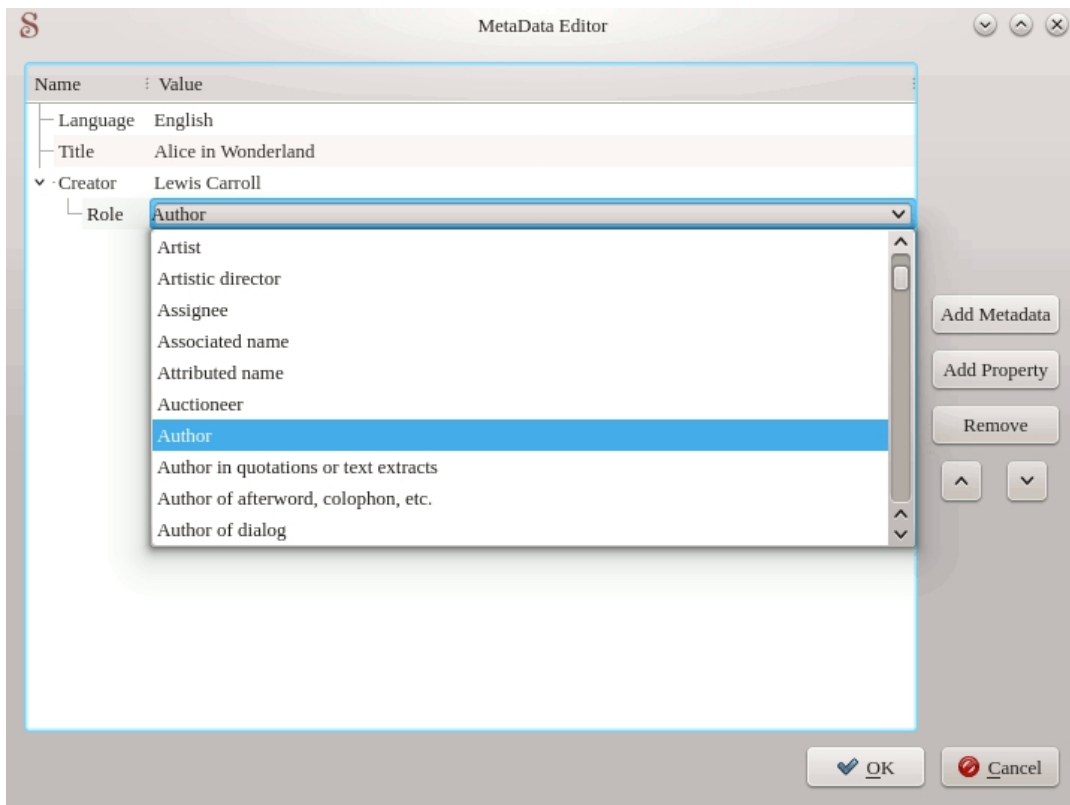 S MetaData Editor
Name Value
Language English
Title Alice in Wonderland
Creator Lewis Carroll
Role Author
Artist
Artistic director
Assignee
Associated name
Attributed name
Auctioneer
Author
Author in quotations or text extracts
Author of afterword, colophon, etc.
Author of dialog
Add Metadata
Add Property
Remove
OK Cancel